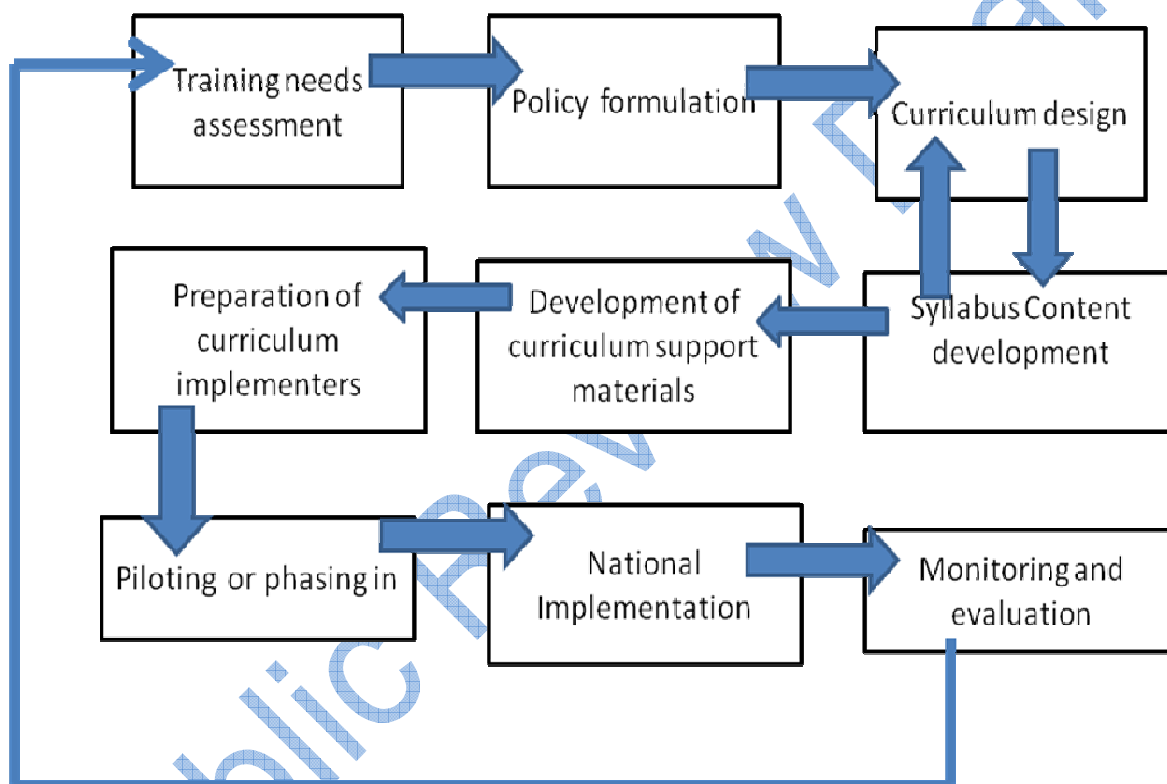 Training needs
assessment
Policy formulation
Curriculum design
Preparation of
curriculum
implementers
Development of
curriculum support
materials
Syllabus Content
development
Piloting or phasing in
National
Implementation
Monitoring and
evaluation